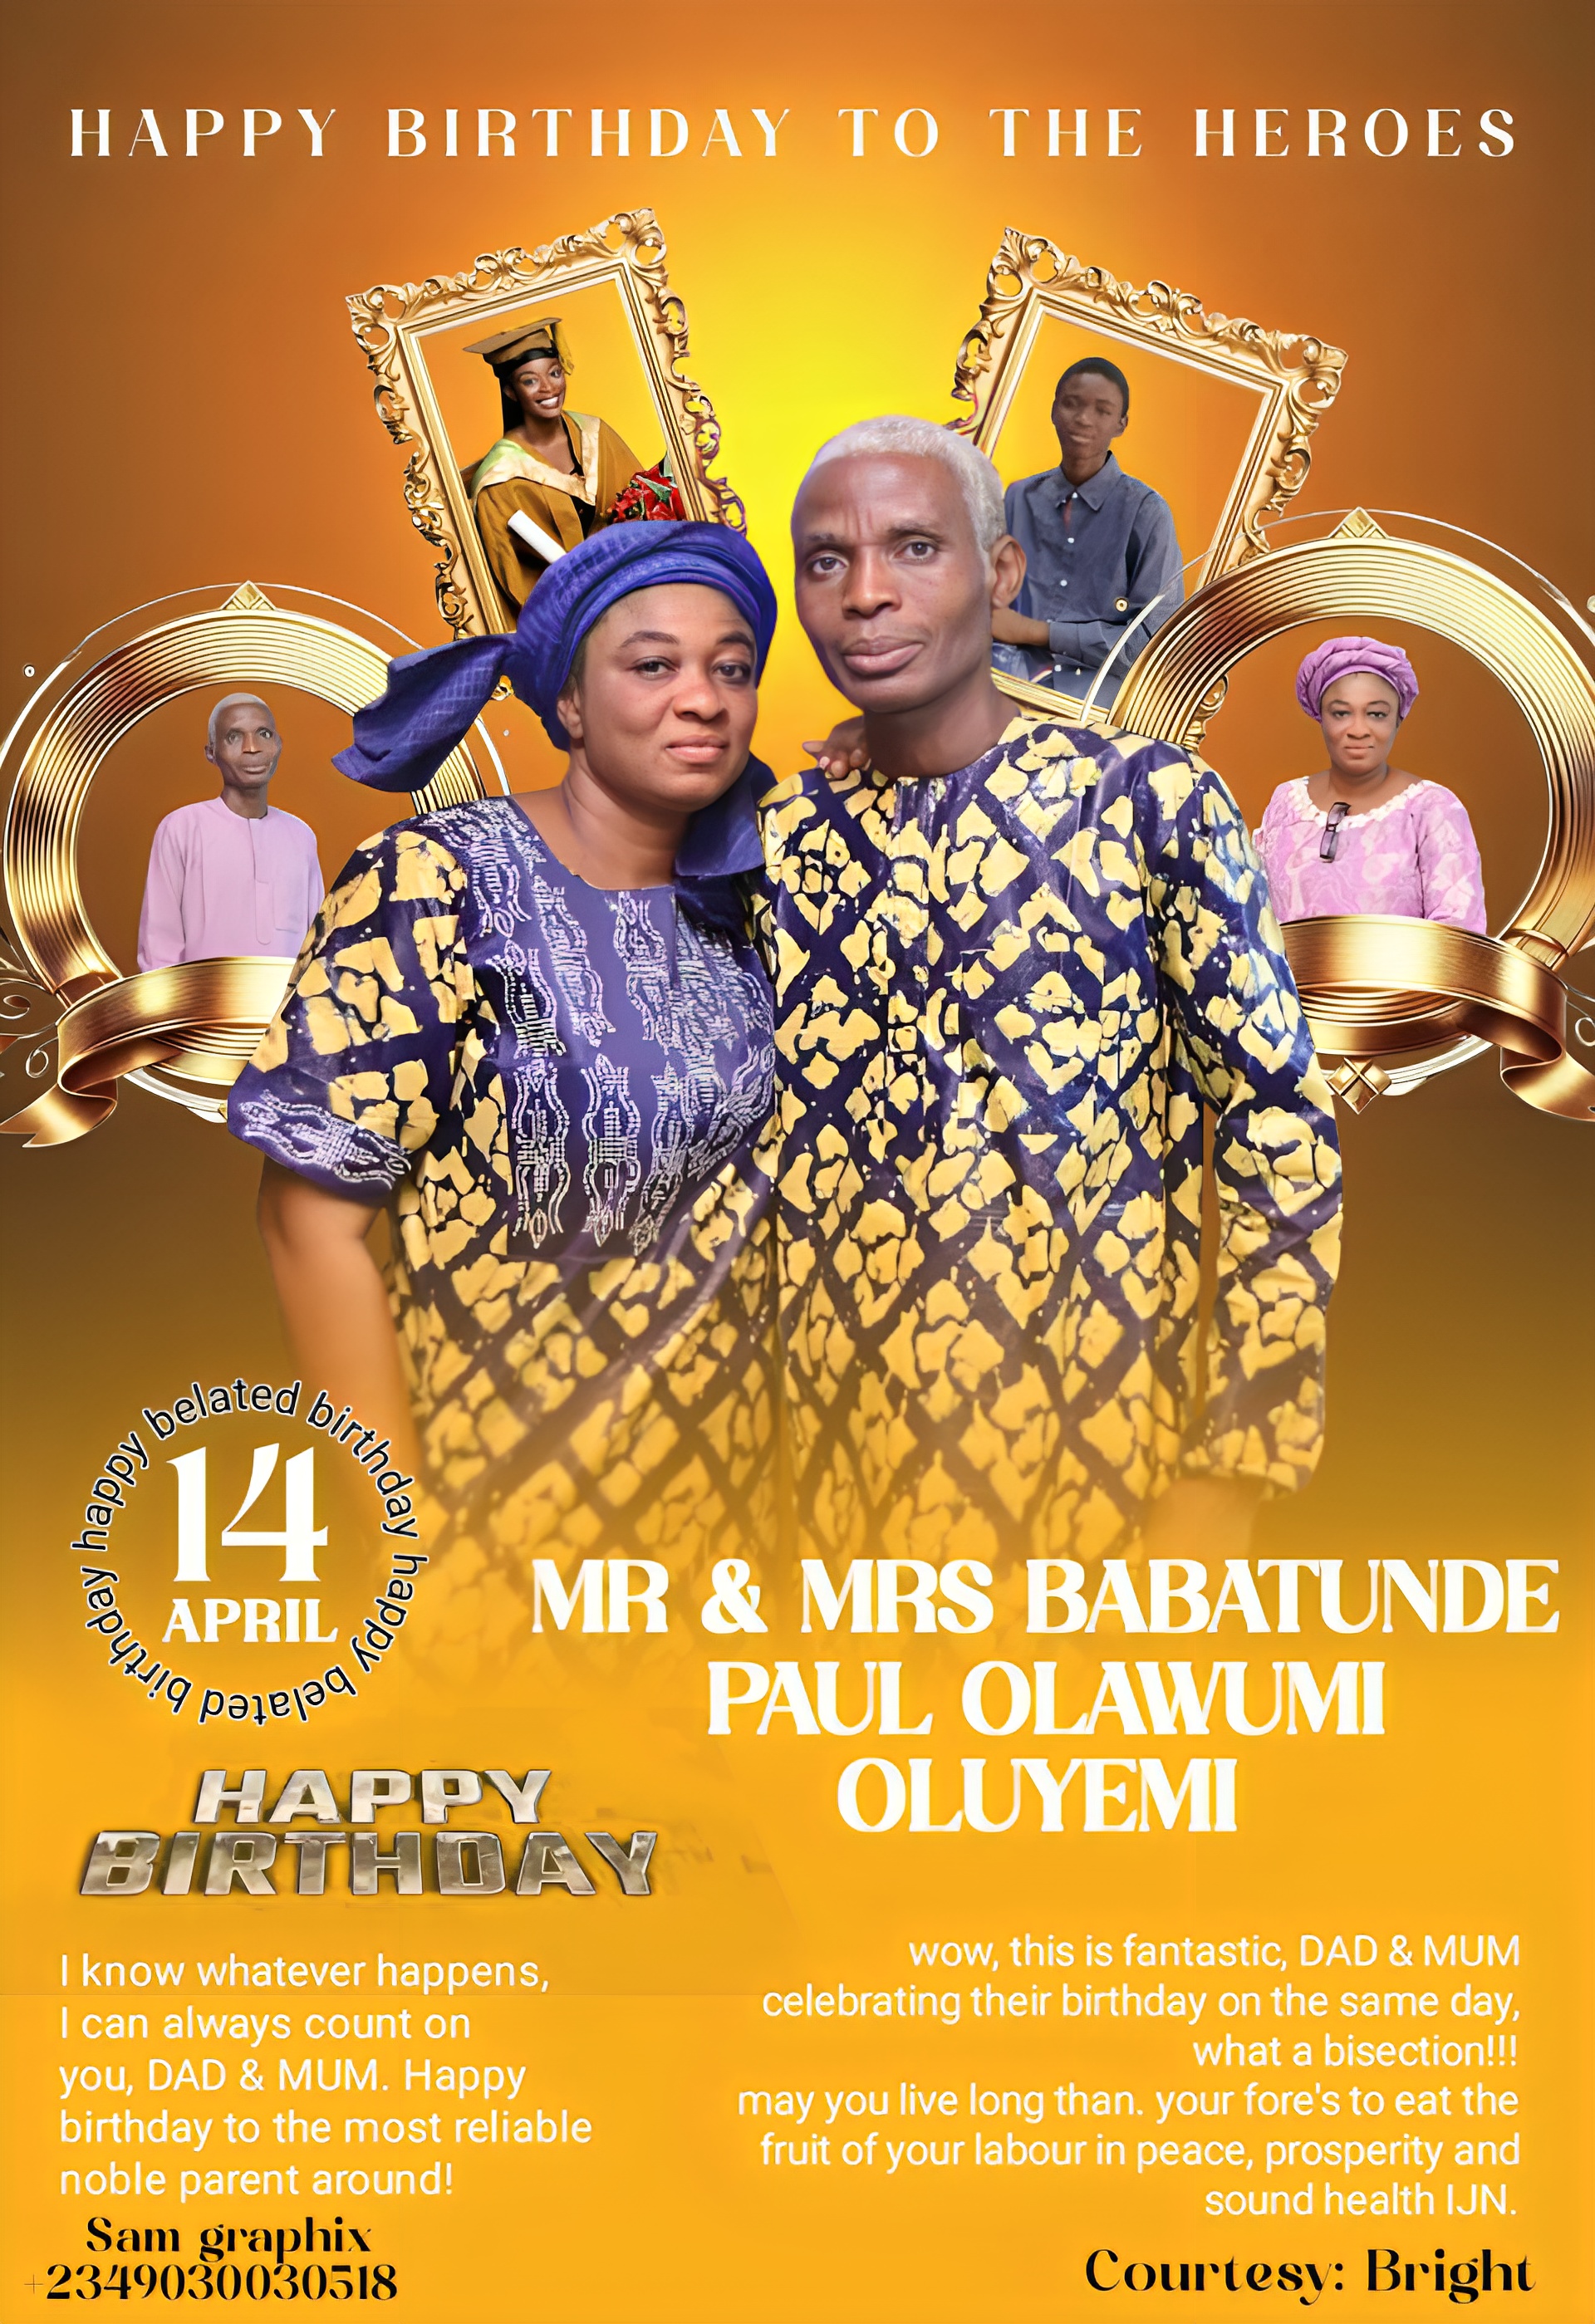 HAPPY BIRTHDAY TO THE HEROES
happy belated birthday happy belated birthday
14
APRIL
MR & MRS BABATUNDE
PAUL OLAWUMI
OLUYEMI
HAPPY
BIRTHDAY
I know whatever happens,
I can always count on
you, DAD & MUM. Happy
birthday to the most reliable
noble parent around!
Sam graphix
+2349030030518
wow, this is fantastic, DAD & MUM
celebrating their birthday on the same day,
what a bisection!!!
may you live long than. your fore's to eat the
fruit of your labour in peace, prosperity and
sound health IJN.
Courtesy: Bright